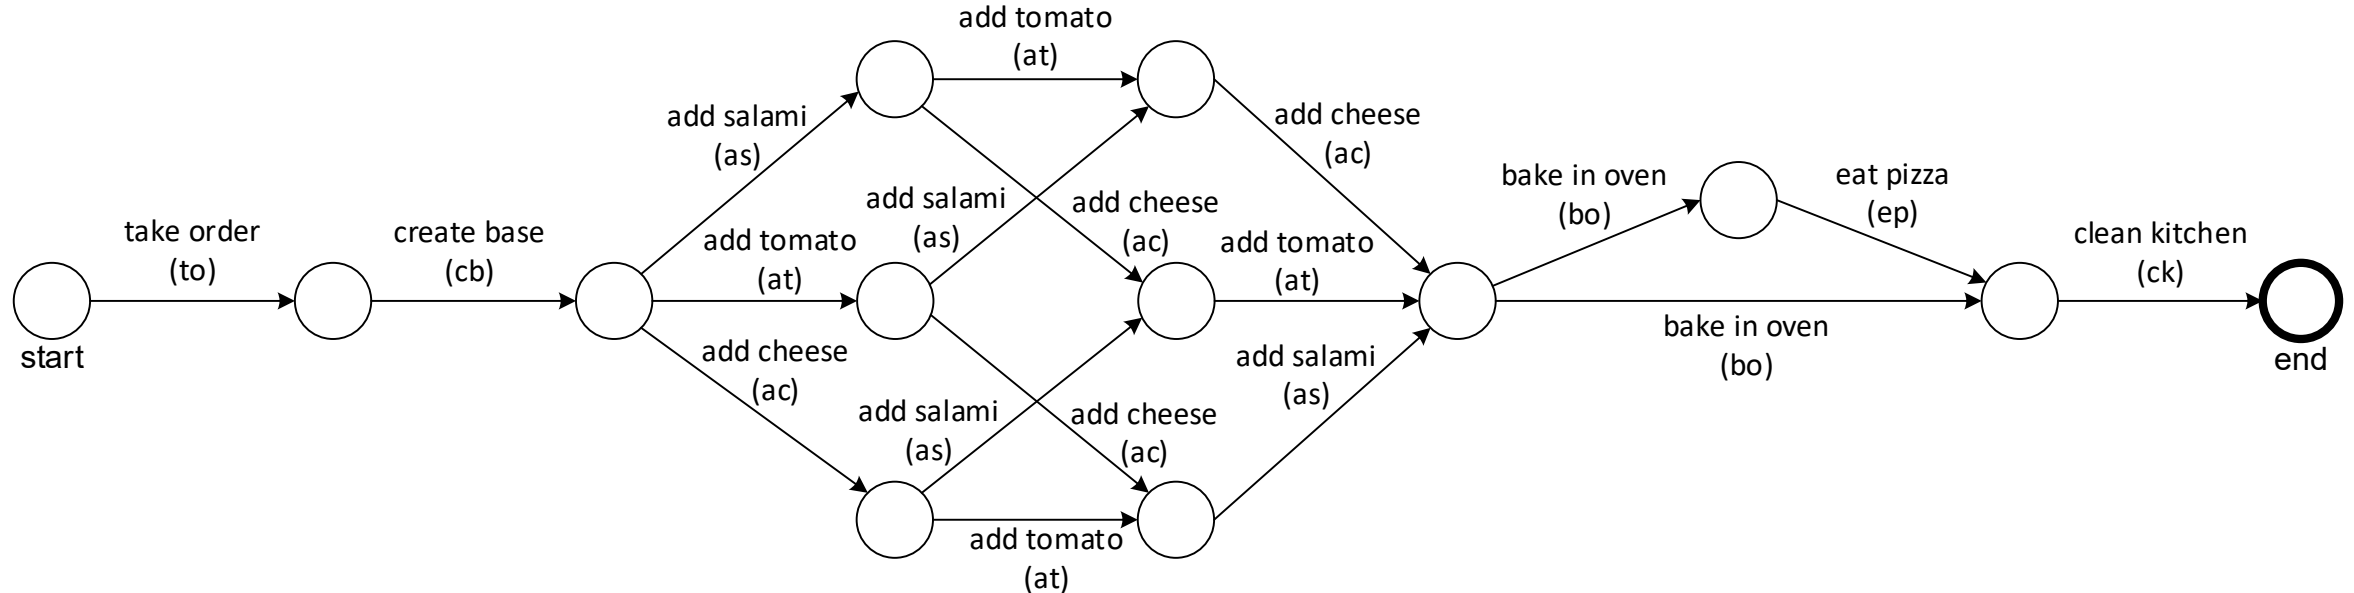 add tomato
(at)
add salami
(as)
add cheese
(ac)
bake in oven
(bo)
eat pizza
(ep)
take order
(to)
create base
(cb)
add salami
(as)
add cheese
(ac)
add tomato
(at)
add tomato
(at)
clean kitchen
(ck)
start
add cheese
(ac)
bake in oven
(bo)
end
add salami
(as)
add salami
(as)
add cheese
(ac)
add tomato
(at)